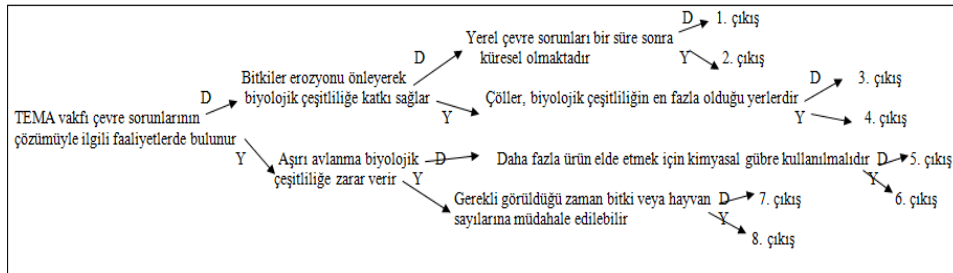 D 1. çıkış
Yerel çevre sorunları bir süre sonra
küresel olmaktadır
Y 2. çıkış
D
Bitkiler erozyonu önleyerek
biyolojik çeşitliliğe katkı sağlar
D 3. çıkış
D
Y
Çöller, biyolojik çeşitliliğin en fazla olduğu yerlerdir
Y 4. çıkış
TEMA vakfı çevre sorunlarının
çözümüyle ilgili faaliyetlerde bulunur
Y
Aşırı avlanma biyolojik
çeşitliliğe zarar verir
D
Y
Daha fazla ürün elde etmek için kimyasal gübre kullanılmalıdır D 5. çıkış
Y 6. çıkış
Gerekli görüldüğü zaman bitki veya hayvan
sayılarına müdahale edilebilir
D 7. çıkış
Y
8. çıkış